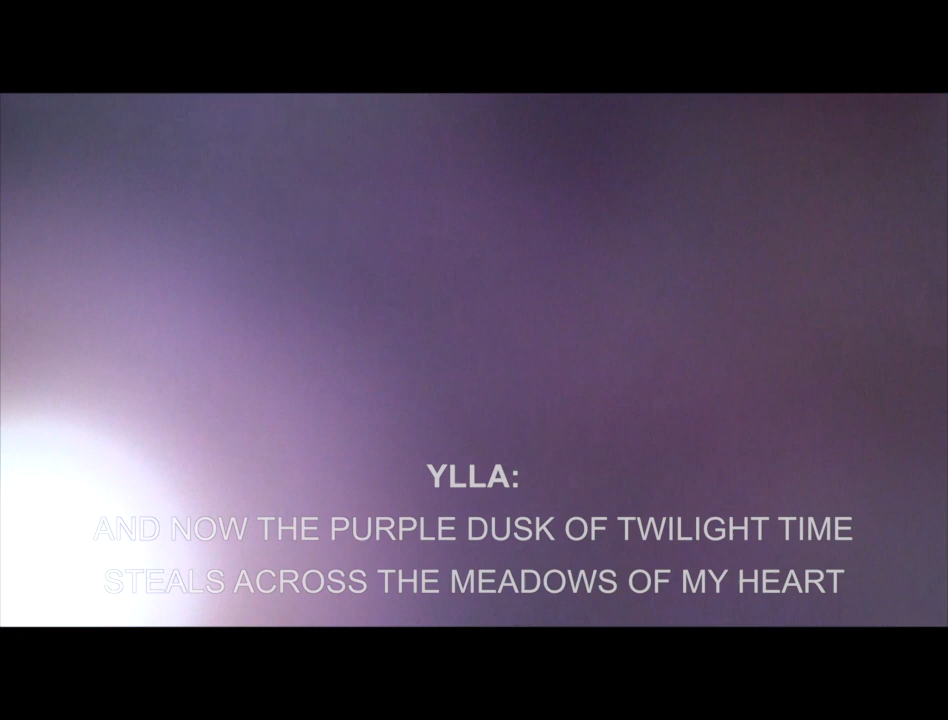 YLLA:
AND NOW THE PURPLE DUSK OF TWILIGHT TIME
STEALS ACROSS THE MEADOWS OF MY HEART